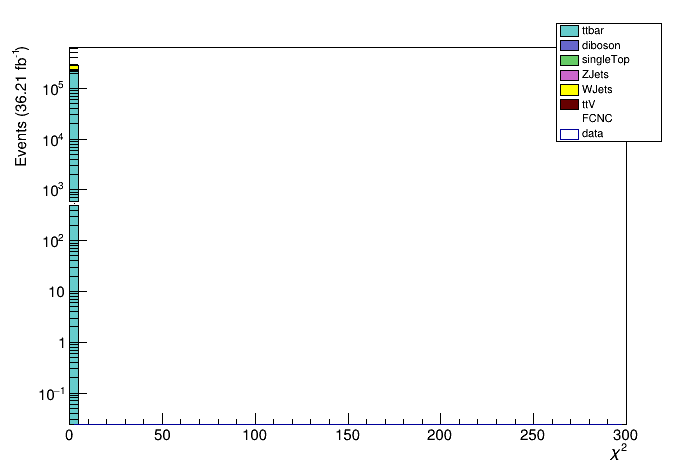 ttbar
diboson
singleTop
ZJets
WJets
ttV
FCNC
data
Events (36.21 fb⁻¹)
10⁵
10⁴
10³
10²
10
1
10⁻¹
0 50 100 150 200 250 300
χ²